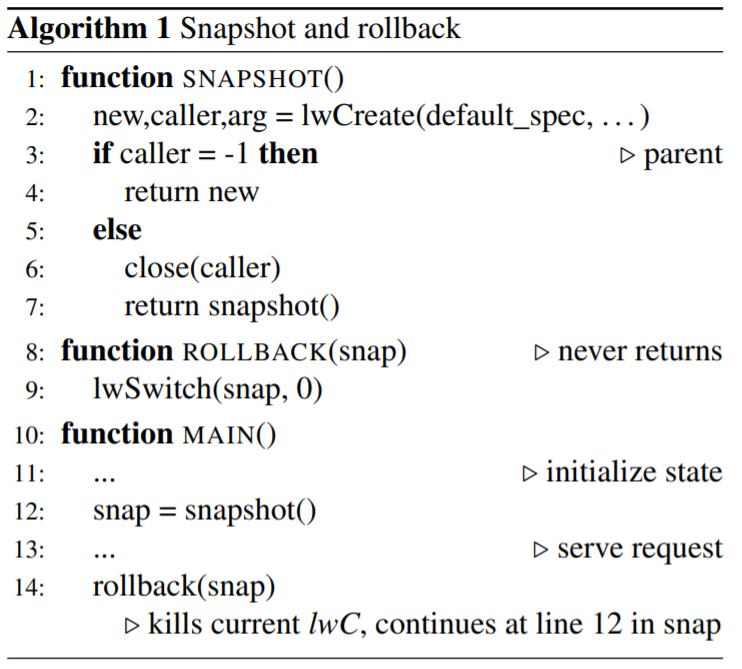 Algorithm 1 Snapshot and rollback
1: function SNAPSHOT()
2: new,caller,arg = lwCreate(default_spec, ...)
3: if caller = -1 then ▷ parent
4: return new
5: else
6: close(caller)
7: return snapshot()
8: function ROLLBACK(snap) ▷ never returns
9: lwSwitch(snap, 0)
10: function MAIN()
11: ... ▷ initialize state
12: snap = snapshot()
13: ... ▷ serve request
14: rollback(snap)
▷ kills current lwC, continues at line 12 in snap